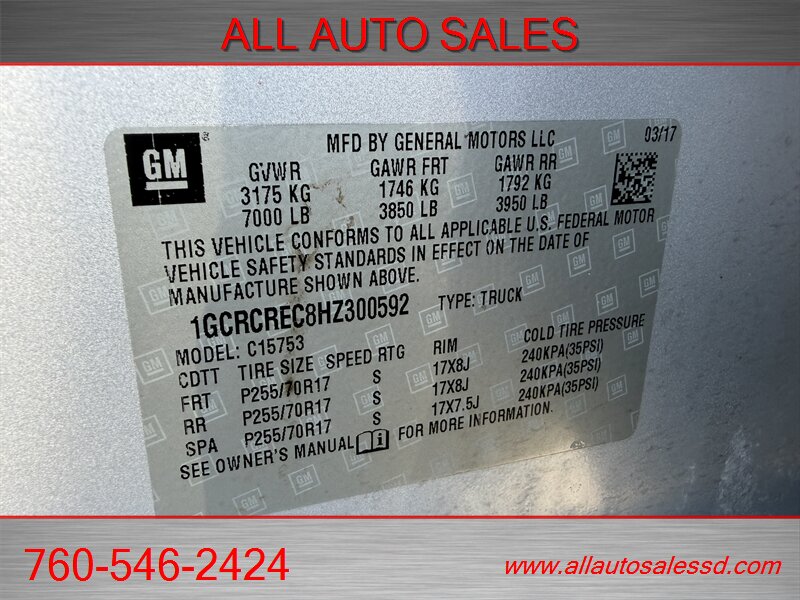 ALL AUTO SALES
GM
MFD BY GENERAL MOTORS LLC 03/17
GVWR GAWR FRT GAWR RR
3175 KG 1746 KG 1792 KG
7000 LB 3850 LB 3950 LB
THIS VEHICLE CONFORMS TO ALL APPLICABLE U.S. FEDERAL MOTOR
VEHICLE SAFETY STANDARDS IN EFFECT ON THE DATE OF
MANUFACTURE SHOWN ABOVE.
1GCRCREC8HZ300592 TYPE: TRUCK
MODEL: C15753
CDTT TIRE SIZE SPEED RTG RIM COLD TIRE PRESSURE
FRT P255/70R17 S 17X8J 240KPA(35PSI)
RR P255/70R17 S 17X8J 240KPA(35PSI)
SPA P255/70R17 S 17X7.5J 240KPA(35PSI)
SEE OWNER'S MANUAL FOR MORE INFORMATION.
760-546-2424
www.allautosalessd.com